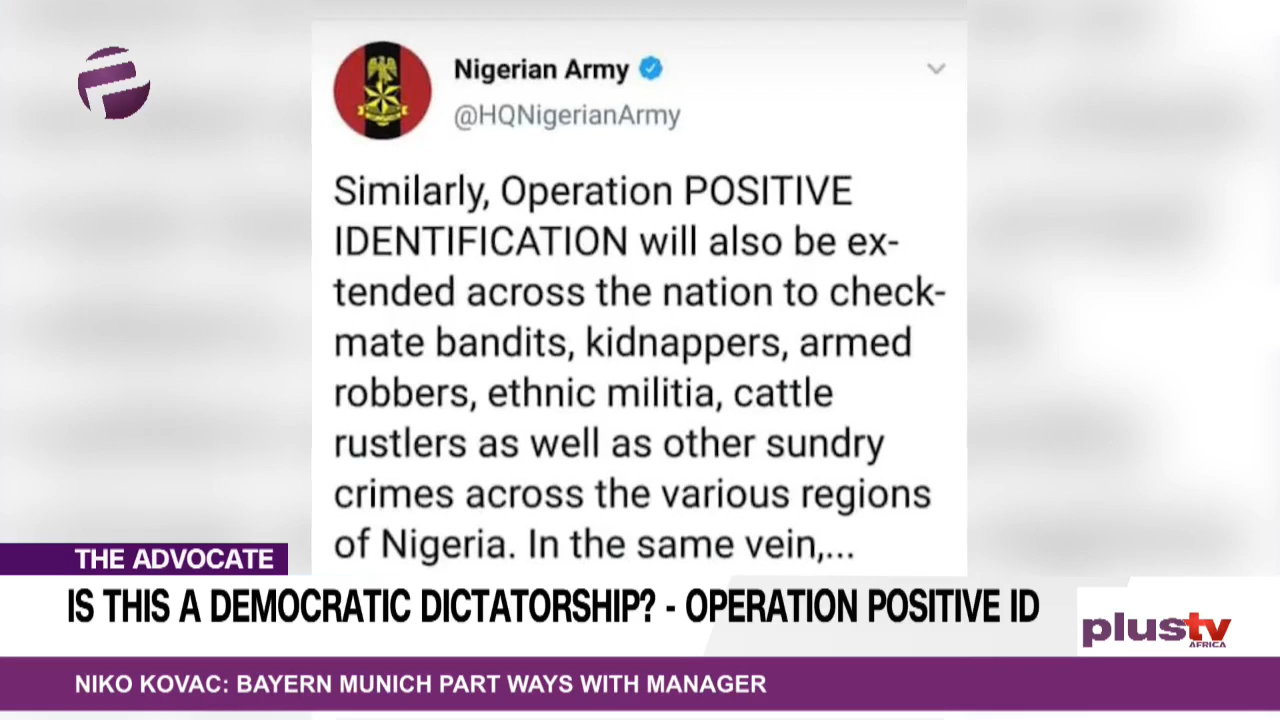 Nigerian Army
@HQNigerianArmy
Similarly, Operation POSITIVE
IDENTIFICATION will also be ex-
tended across the nation to check-
mate bandits, kidnappers, armed
robbers, ethnic militia, cattle
rustlers as well as other sundry
crimes across the various regions
of Nigeria. In the same vein,...
THE ADVOCATE
IS THIS A DEMOCRATIC DICTATORSHIP? - OPERATION POSITIVE ID
plustv
AFRICA
NIKO KOVAC: BAYERN MUNICH PART WAYS WITH MANAGER